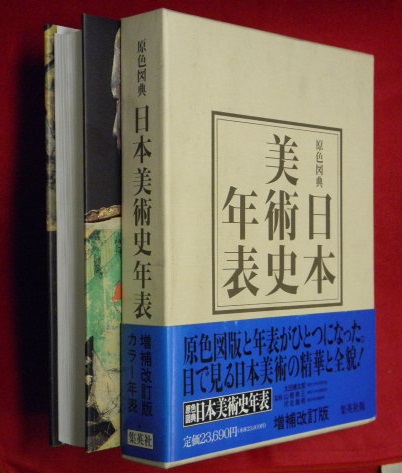 原色図典
日本美術史年表
増補改訂版
カラー年表
集英社
原色図典
日本
美術史
年表
原色図版と年表がひとつになった。
目で見る日本美術の精華と全貌!
原色図典
日本美術史年表
増補改訂版
集英社版
定価23,690円